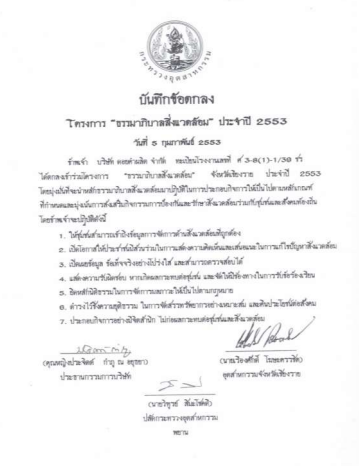 กระทรวงอุตสาหกรรม
บันทึกข้อตกลง
โครงการ "ธรรมาภิบาลสิ่งแวดล้อม" ประจำปี 2553
วันที่ 5 กุมภาพันธ์ 2553
ข้าพเจ้า บริษัท ดอยคำผลิต จำกัด ทะเบียนโรงงานเลขที่ ศ 3-8(1)-1/39 ชร
ได้ตกลงเข้าร่วมโครงการ "ธรรมาภิบาลสิ่งแวดล้อม" จังหวัดเชียงราย ประจำปี 2553
โดยมุ่งมั่นที่จะนำหลักธรรมาภิบาลสิ่งแวดล้อมมาปฏิบัติในการประกอบกิจการให้เป็นไปตามหลักเกณฑ์
ที่กำหนดและมุ่งเน้นการส่งเสริมกิจกรรมการป้องกันและรักษาสิ่งแวดล้อมร่วมกับชุมชนและสังคมท้องถิ่น
โดยข้าพเจ้าจะปฏิบัติดังนี้
1. ให้ชุมชนสามารถเข้าถึงข้อมูลการจัดการด้านสิ่งแวดล้อมที่ถูกต้อง
2. เปิดโอกาสให้ประชาชนมีส่วนร่วมในการแสดงความคิดเห็นและเสนอแนะในการแก้ไขปัญหาสิ่งแวดล้อม
3. เปิดเผยข้อมูล ข้อเท็จจริงอย่างโปร่งใส และสามารถตรวจสอบได้
4. แสดงความรับผิดชอบ หากเกิดผลกระทบต่อชุมชน และจัดให้มีช่องทางในการรับข้อร้องเรียน
5. ยึดหลักนิติธรรมในการจัดการมลภาวะให้เป็นไปตามกฎหมาย
6. ดำรงไว้ซึ่งความยุติธรรม ในการจัดสรรทรัพยากรอย่างเหมาะสม และคืนประโยชน์ต่อสังคม
7. ประกอบกิจการอย่างมีจิตสำนึก ไม่ก่อผลกระทบต่อชุมชนและสิ่งแวดล้อม
(คุณหญิงประจิตต์ กำภู ณ อยุธยา)
(นายเริงศักดิ์
ประธานกรรมการบริษัท
อุตสาหกรรมจังหวัดเชียงราย
(นายวิฑูรย์ สิมะโชคดี)
ปลัดกระทรวงอุตสาหกรรม
พยาน